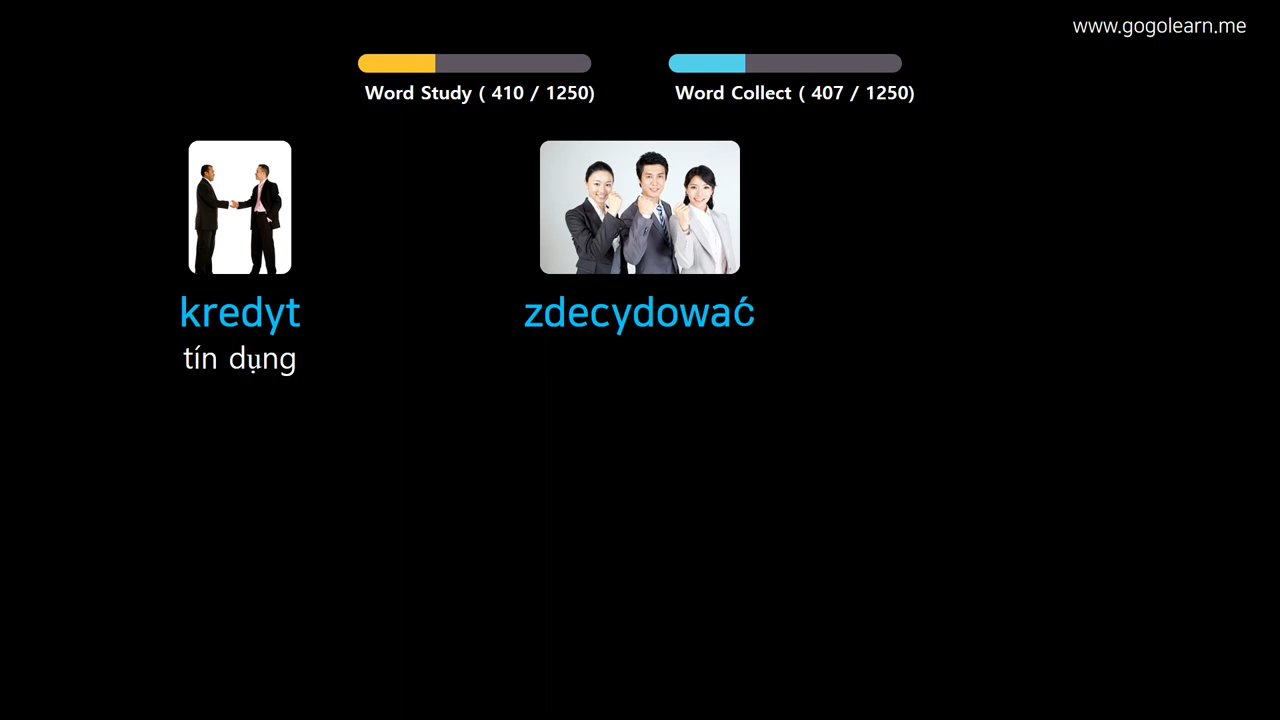 www.gogolearn.me
Word Study ( 410 / 1250)
Word Collect ( 407 / 1250)
kredyt
tín dụng
zdecydować